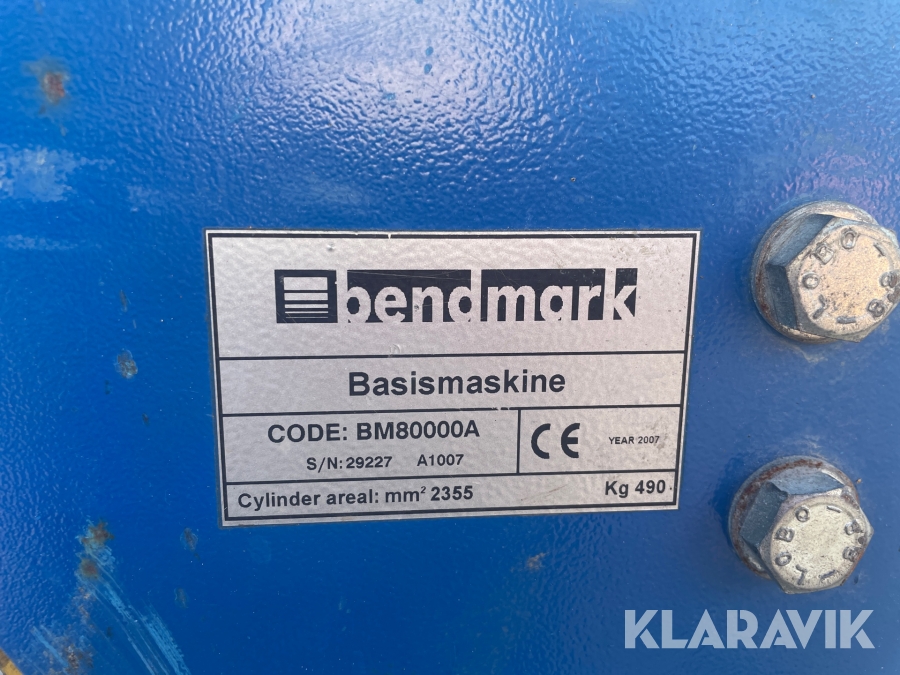 bendmark
Basismaskine
CODE: BM80000A
S/N: 29227 A1007
CE
YEAR 2007
Cylinder areal: mm² 2355
Kg 490
KLARAVIK